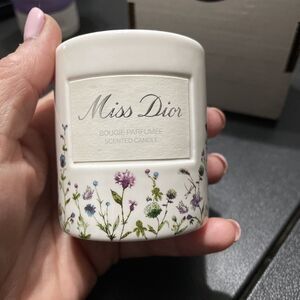 Miss Dior
BOUGIE PARFUMÉE
SCENTED CANDLE